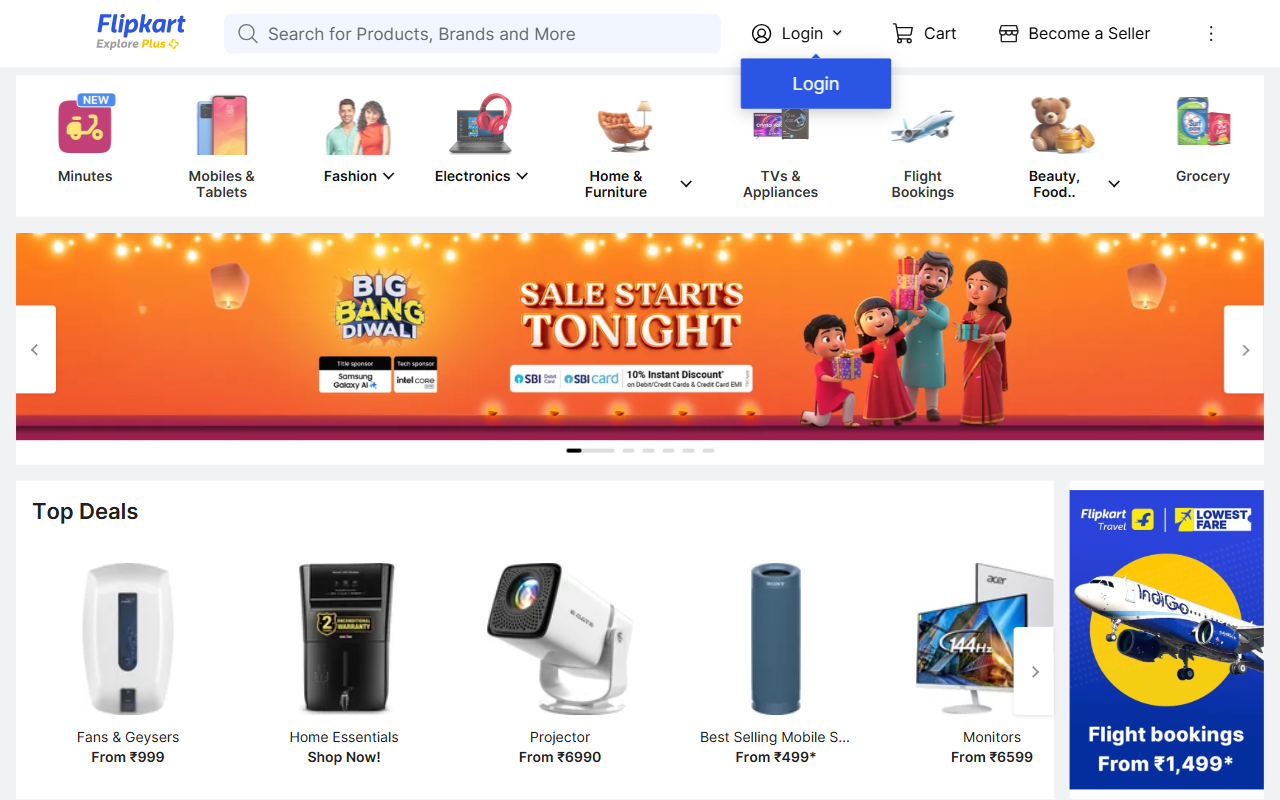 Flipkart
Explore Plus
Search for Products, Brands and More
Login
Cart
Become a Seller
Login
NEW
Minutes
Mobiles &
Tablets
Fashion
Electronics
Home &
Furniture
TVs &
Appliances
Flight
Bookings
Beauty,
Food..
Grocery
BIG
BANG
DIWALI
Title sponsor
Samsung
Galaxy AI
Tech sponsor
intel core
SALE STARTS
TONIGHT
SBI Debit Card
SBI card
10% Instant Discount*
on Debit/Credit Cards & Credit Card EMI
Top Deals
Flipkart
Travel
LOWEST
FARE
IndiGo
2 UNCONDITIONAL
WARRANTY
E GATE
SONY
acer
144Hz
Fans & Geysers
From ₹999
Home Essentials
Shop Now!
Projector
From ₹6990
Best Selling Mobile S...
From ₹499*
Monitors
From ₹6599
Flight bookings
From ₹1,499*